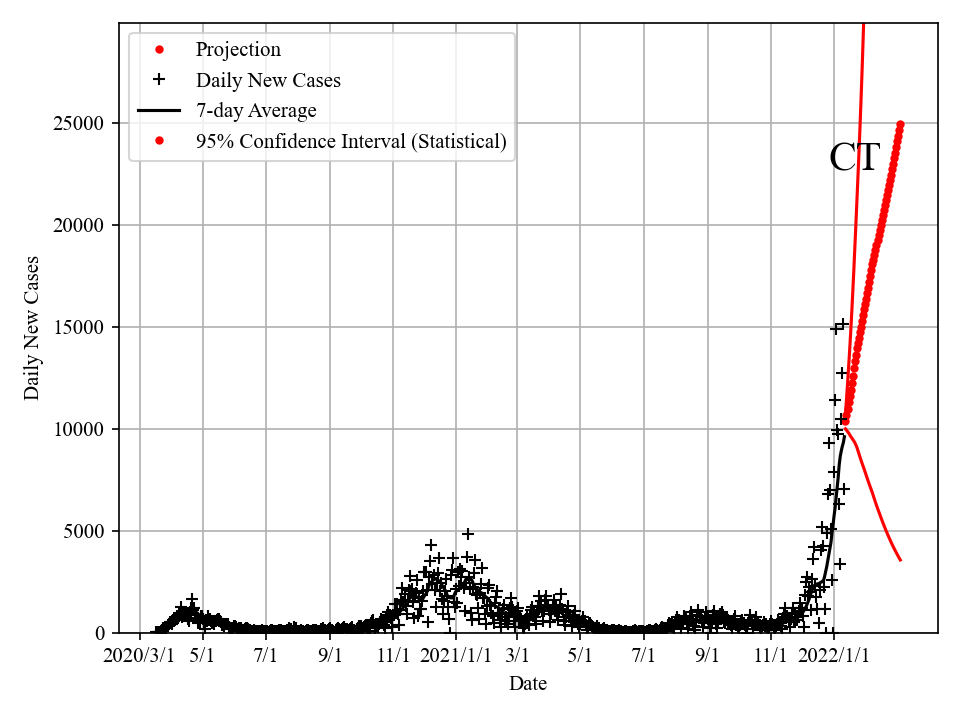 Projection
Daily New Cases
7-day Average
95% Confidence Interval (Statistical)
CT
25000
20000
15000
10000
5000
0
Daily New Cases
2020/3/1 5/1 7/1 9/1 11/1 2021/1/1 3/1 5/1 7/1 9/1 11/1 2022/1/1
Date